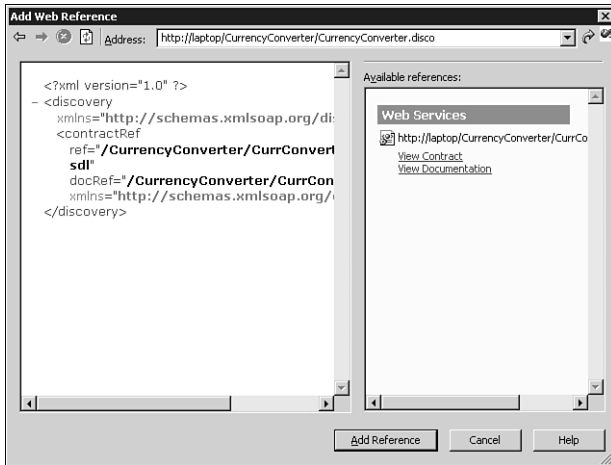 Add Web Reference
Address: http://laptop/CurrencyConverter/CurrencyConverter.disco
<?xml version="1.0" ?>
- <discovery
xmlns="http://schemas.xmlsoap.org/di
<contractRef
ref="/CurrencyConverter/CurrConvert
sdl"
docRef="/CurrencyConverter/CurrCon
xmlns="http://schemas.xmlsoap.org/
</discovery>
Available references:
Web Services
http://laptop/CurrencyConverter/CurrCo
View Contract
View Documentation
Add Reference Cancel Help